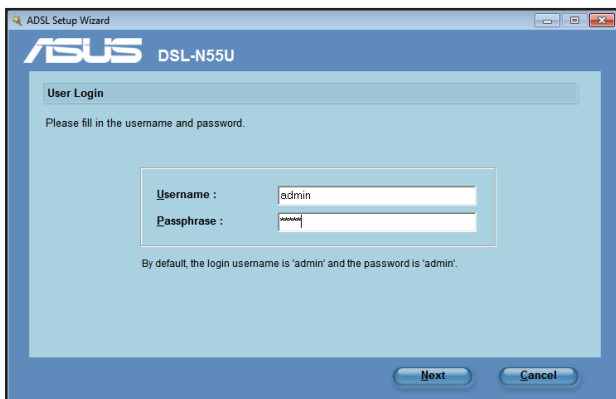 ADSL Setup Wizard
ASUS DSL-N55U
User Login
Please fill in the username and password.
Username : admin
Passphrase : *****
By default, the login username is 'admin' and the password is 'admin'.
Next Cancel